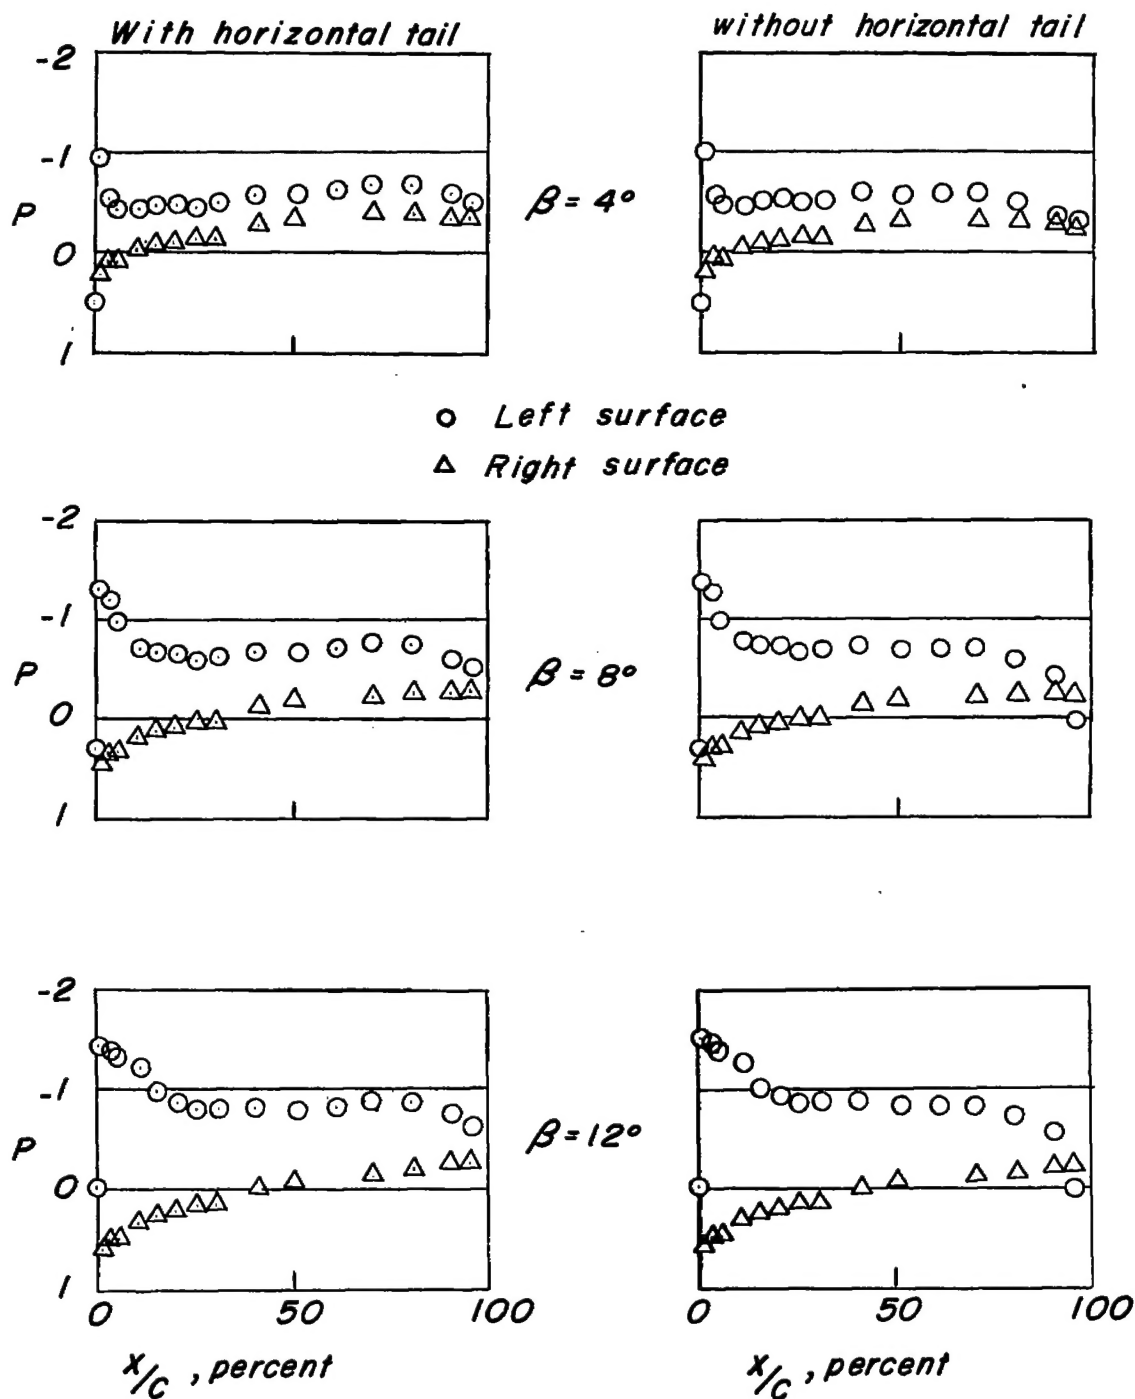 With horizontal tail
without horizontal tail
-2
-1
P
0
1
β = 4°
Left surface
Right surface
-2
-1
P
0
1
β = 8°
-2
-1
P
0
1
β = 12°
0
50
100
0
50
100
x/c , percent
x/c , percent